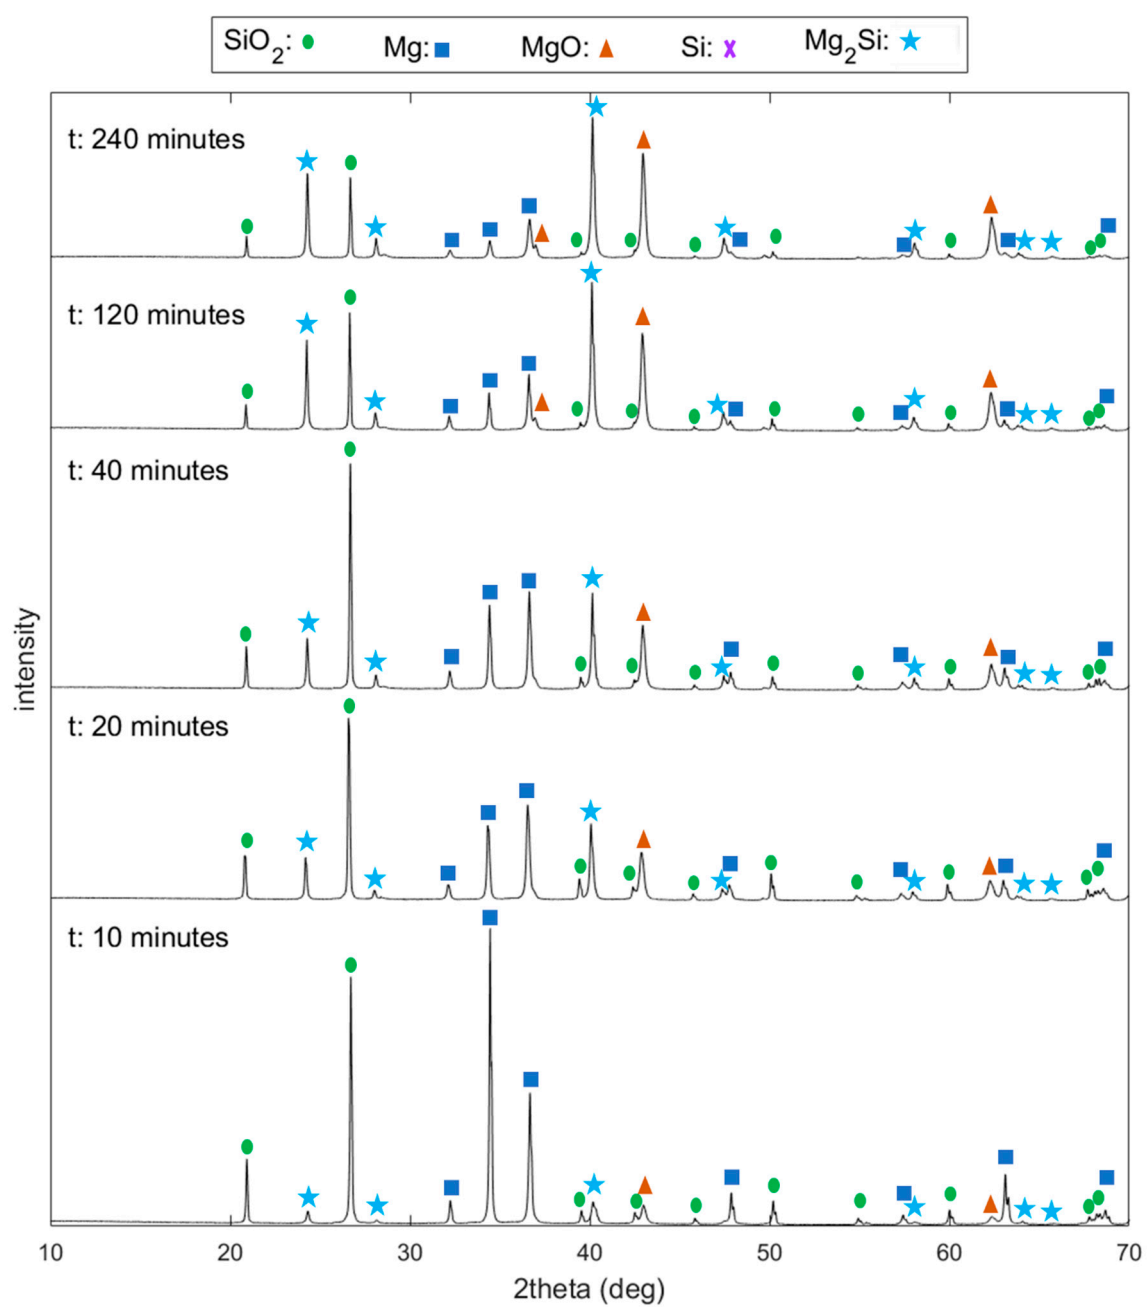 SiO2: Mg: MgO: Si: Mg2Si:
t: 240 minutes
t: 120 minutes
t: 40 minutes
t: 20 minutes
t: 10 minutes
intensity
10 20 30 40 50 60 70
2theta (deg)